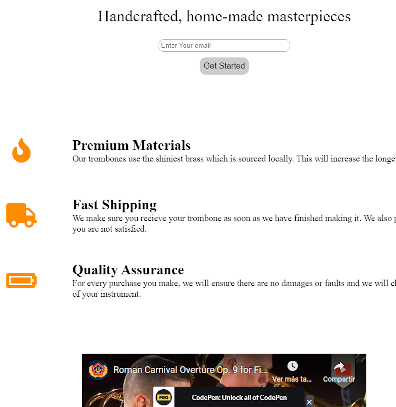 Handcrafted, home-made masterpieces
Enter Your email
Get Started
Premium Materials
Our trombones use the shiniest brass which is sourced locally. This will increase the longe
Fast Shipping
We make sure you recieve your trombone as soon as we have finished making it. We also p
you are not satisfied.
Quality Assurance
For every purchase you make, we will ensure there are no damages or faults and we will cl
of your instrument.
Roman Carnival Overture Op. 9 for Fi...
Ver más ta...
Compartir
PRO
CodePen: Unlock all of CodePen